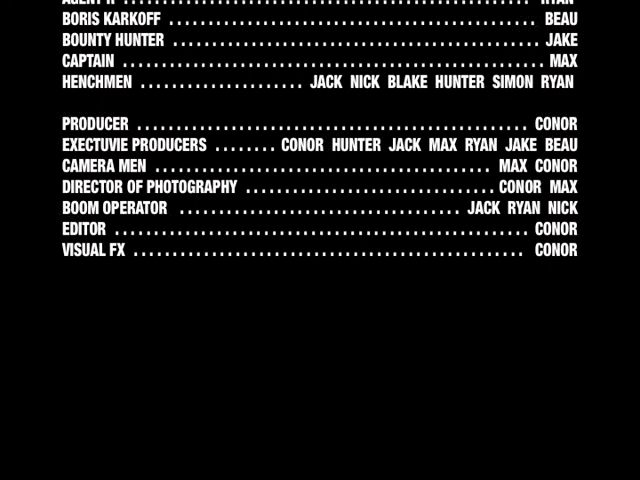 BORIS KARKOFF ................................................ BEAU
BOUNTY HUNTER ................................................ JAKE
CAPTAIN ....................................................... MAX
HENCHMEN ..................... JACK NICK BLAKE HUNTER SIMON RYAN
PRODUCER ................................................... CONOR
EXECTUVIE PRODUCERS ........ CONOR HUNTER JACK MAX RYAN JAKE BEAU
CAMERA MEN ............................................ MAX CONOR
DIRECTOR OF PHOTOGRAPHY ................................ CONOR MAX
BOOM OPERATOR .................................... JACK RYAN NICK
EDITOR ...................................................... CONOR
VISUAL FX ................................................... CONOR